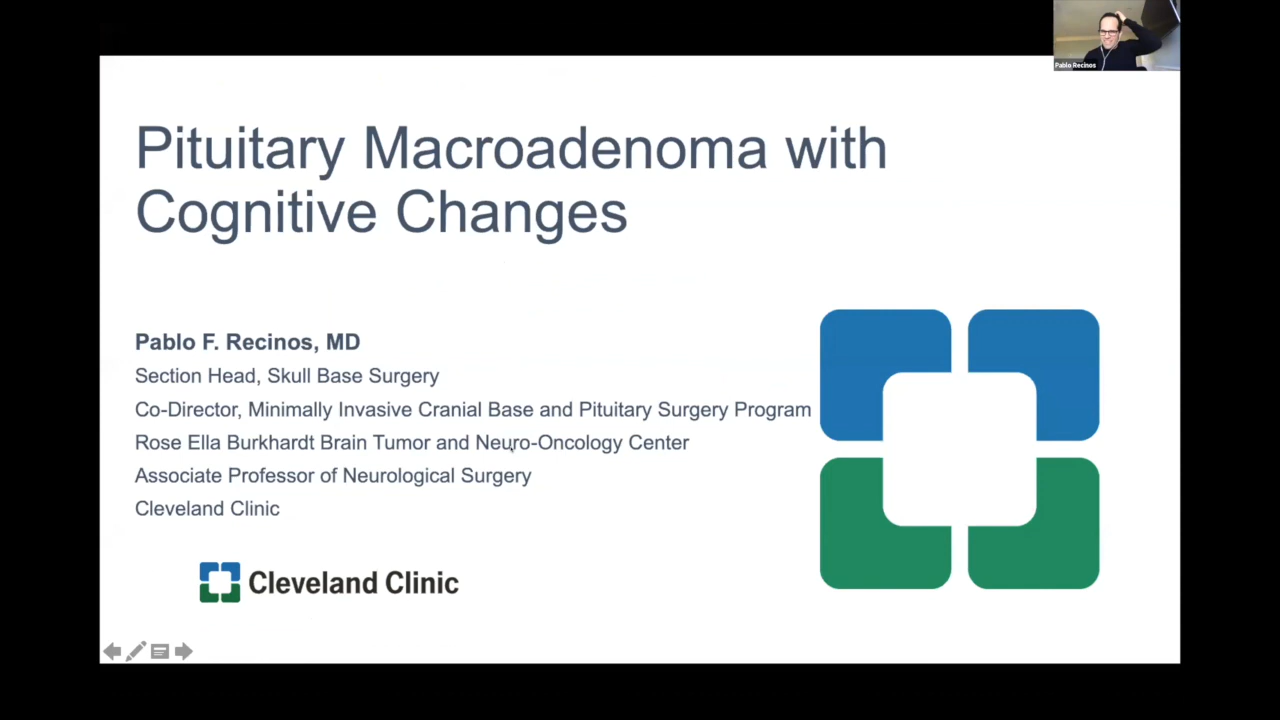 Pablo Recinos
Pituitary Macroadenoma with
Cognitive Changes
Pablo F. Recinos, MD
Section Head, Skull Base Surgery
Co-Director, Minimally Invasive Cranial Base and Pituitary Surgery Program
Rose Ella Burkhardt Brain Tumor and Neuro-Oncology Center
Associate Professor of Neurological Surgery
Cleveland Clinic
Cleveland Clinic